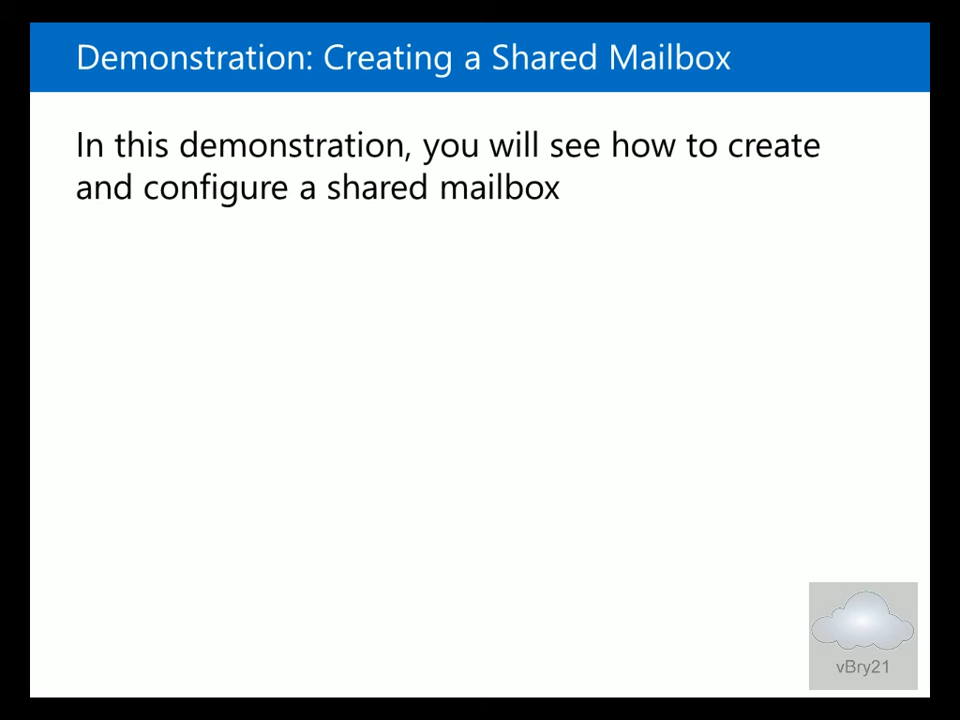 Demonstration: Creating a Shared Mailbox
In this demonstration, you will see how to create
and configure a shared mailbox
vBry21